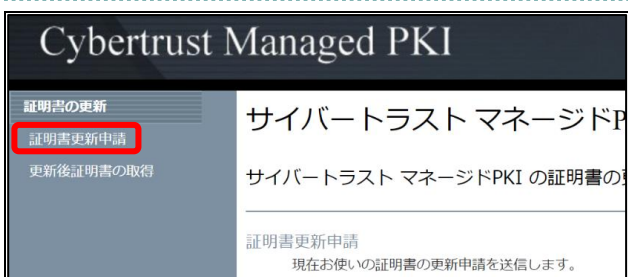 Cybertrust Managed PKI
証明書の更新
証明書更新申請
更新後証明書の取得
サイバートラスト マネージドP
サイバートラスト マネージドPKI の証明書の
証明書更新申請
現在お使いの証明書の更新申請を送信します。